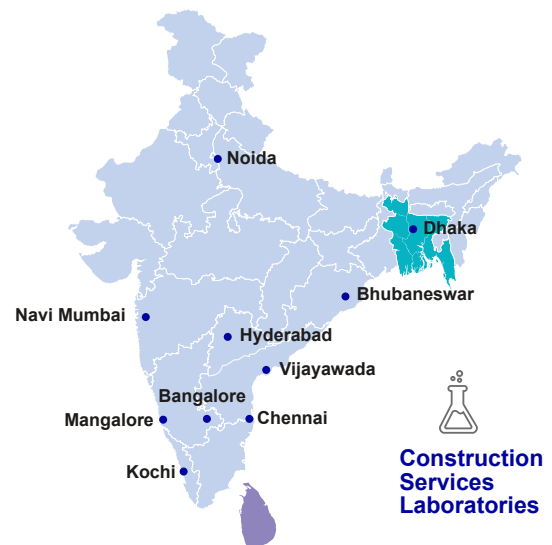 Noida
Dhaka
Bhubaneswar
Navi Mumbai
Hyderabad
Vijayawada
Bangalore
Mangalore
Chennai
Kochi
Construction
Services
Laboratories